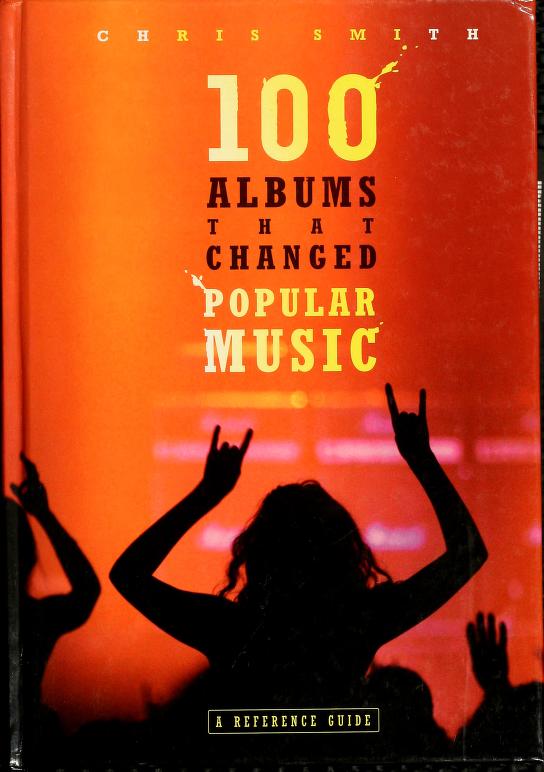 CHRIS SMITH
100
ALBUMS
THAT
CHANGED
POPULAR
MUSIC
A REFERENCE GUIDE